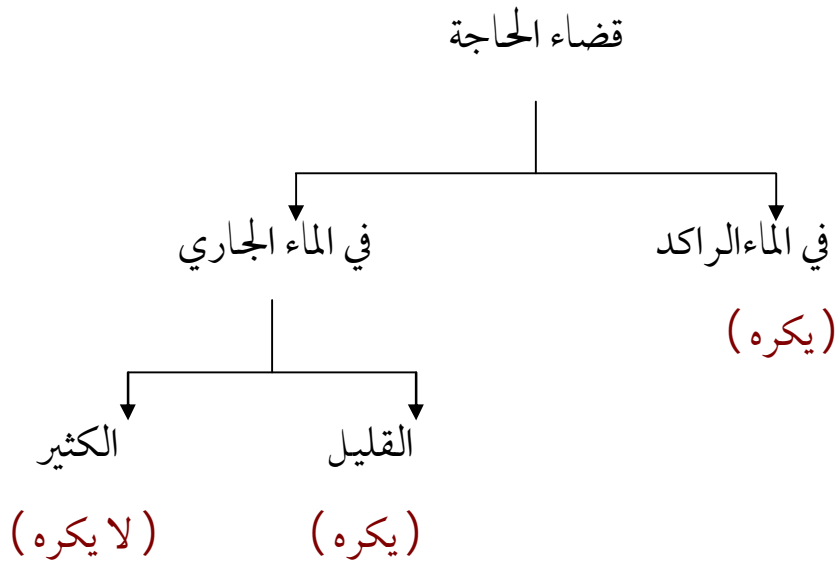 قضاء الحاجة
في الماءالراكد
في الماء الجاري
(يكره)
القليل
الكثير
(يكره)
(لا يكره)